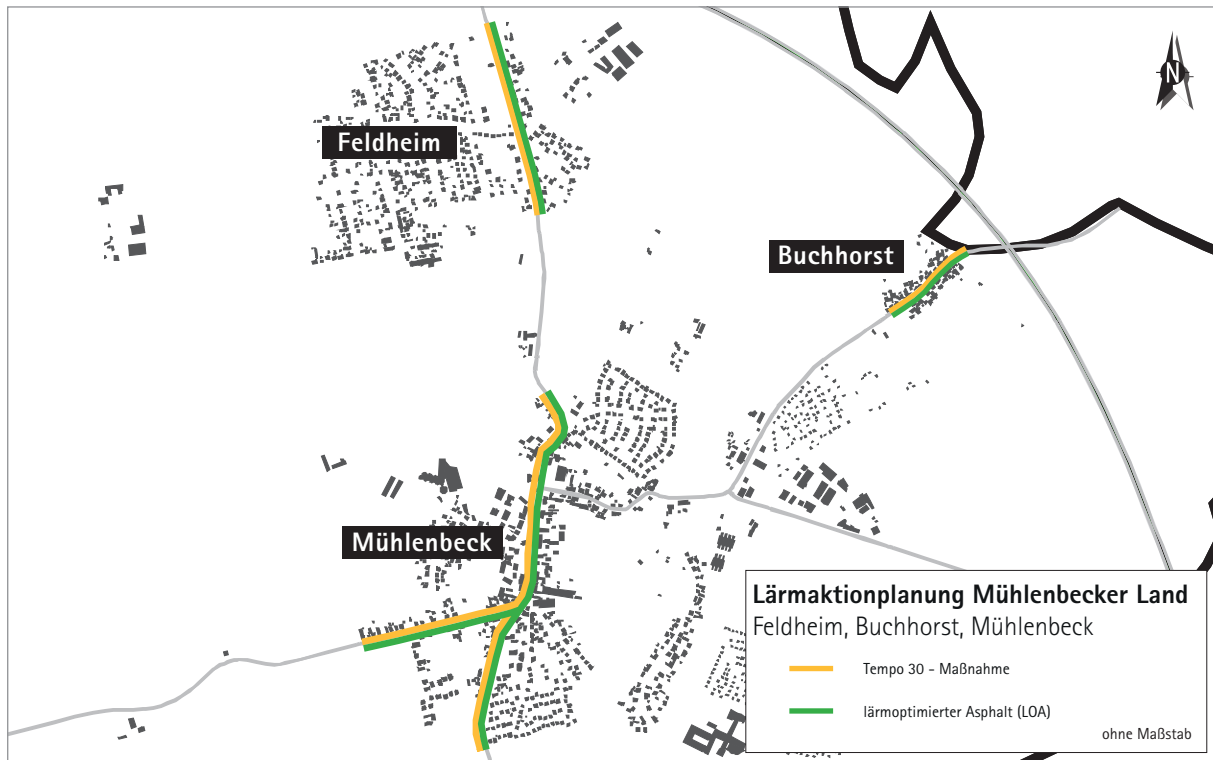 N
Feldheim
Buchhorst
Mühlenbeck
Lärmaktionplanung Mühlenbecker Land
Feldheim, Buchhorst, Mühlenbeck
Tempo 30 - Maßnahme
lärmoptimierter Asphalt (LOA)
ohne Maßstab